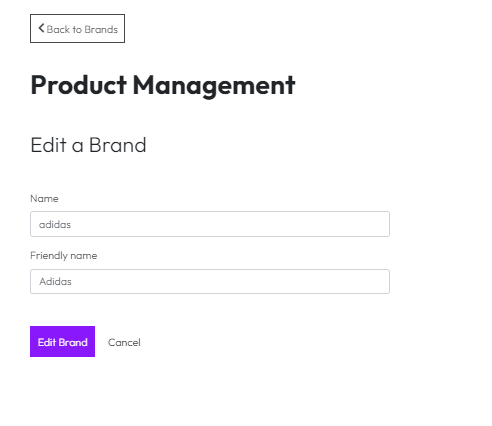 Back to Brands
Product Management
Edit a Brand
Name
adidas
Friendly name
Adidas
Edit Brand Cancel